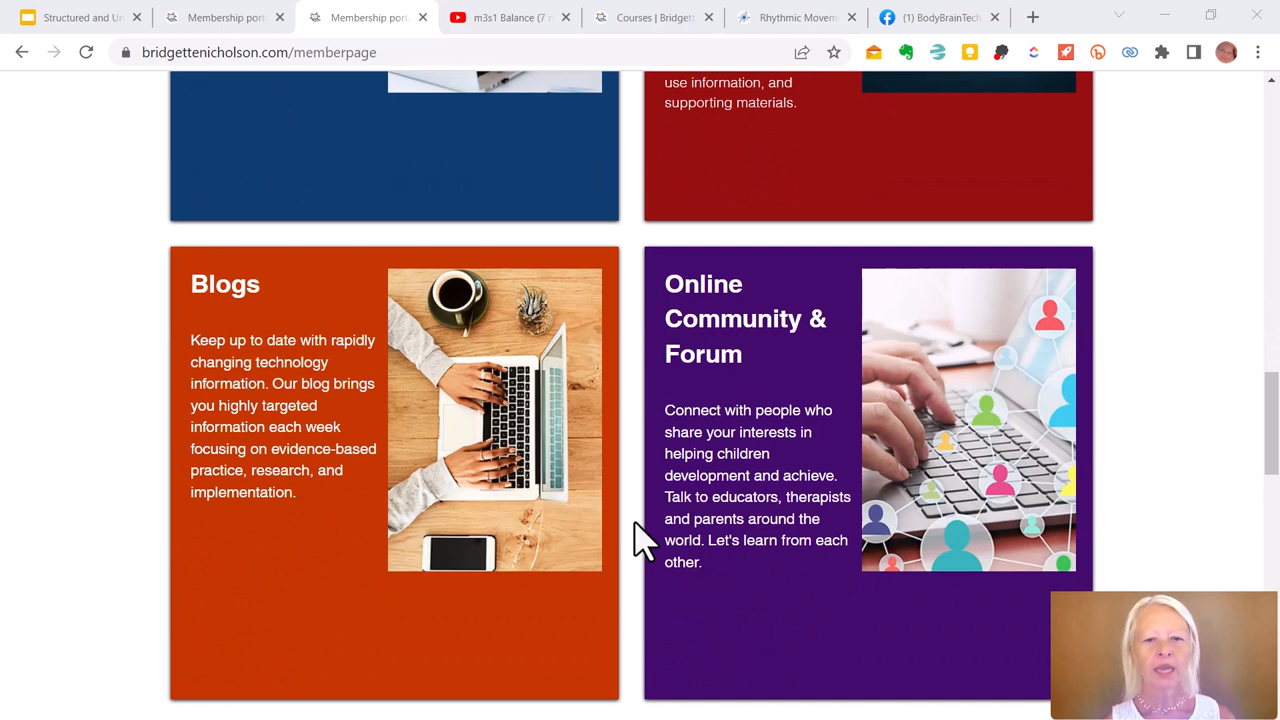 Structured and Un
Membership port
Membership port
m3s1 Balance (7 m
Courses | Bridgett
Rhythmic Movem
(1) BodyBrainTech
bridgettenicholson.com/memberpage
use information, and
supporting materials.
Blogs
Keep up to date with rapidly
changing technology
information. Our blog brings
you highly targeted
information each week
focusing on evidence-based
practice, research, and
implementation.
Online
Community &
Forum
Connect with people who
share your interests in
helping children
development and achieve.
Talk to educators, therapists
and parents around the
world. Let's learn from each
other.